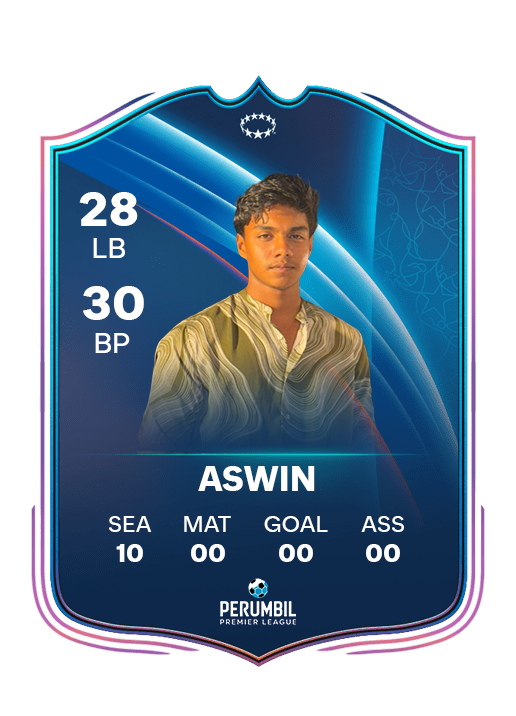 28
LB
30
BP
ASWIN
SEA MAT GOAL ASS
10 00 00 00
PERUMBIL
PREMIER LEAGUE